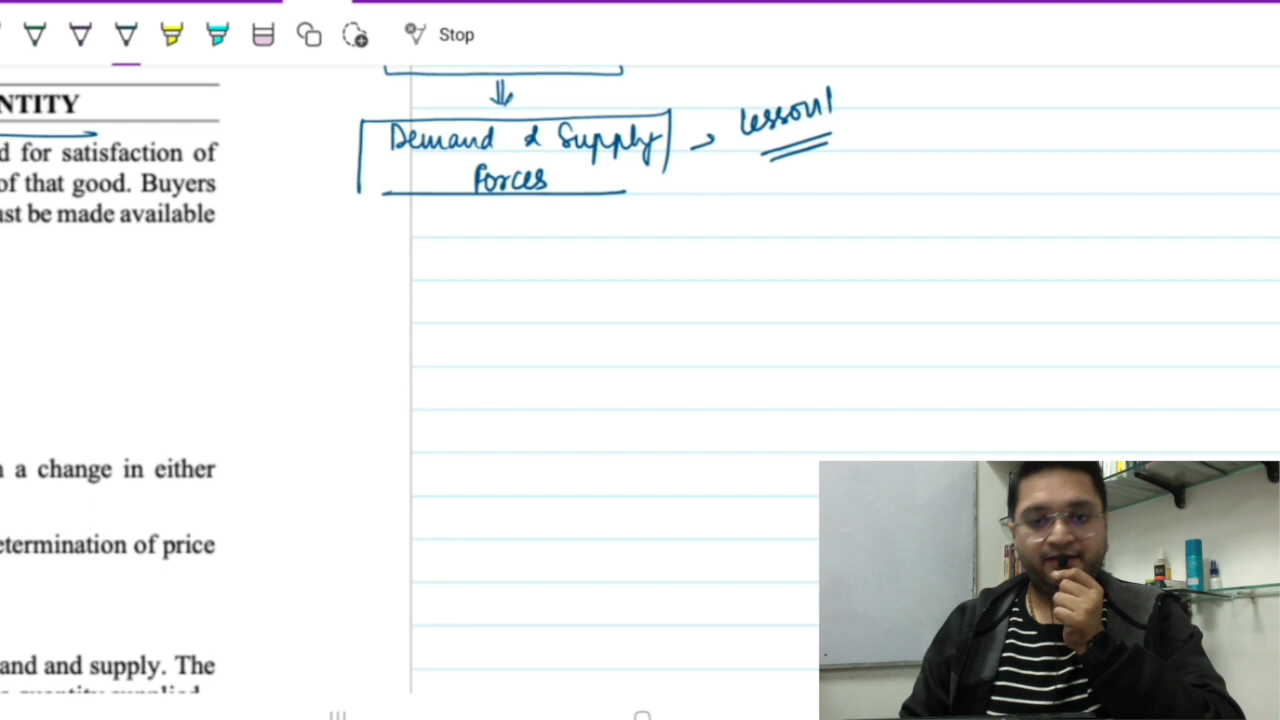 Stop
NTITY
d for satisfaction of
of that good. Buyers
ust be made available
n a change in either
etermination of price
and and supply. The
Demand & Supply
Forces
Lesson 1